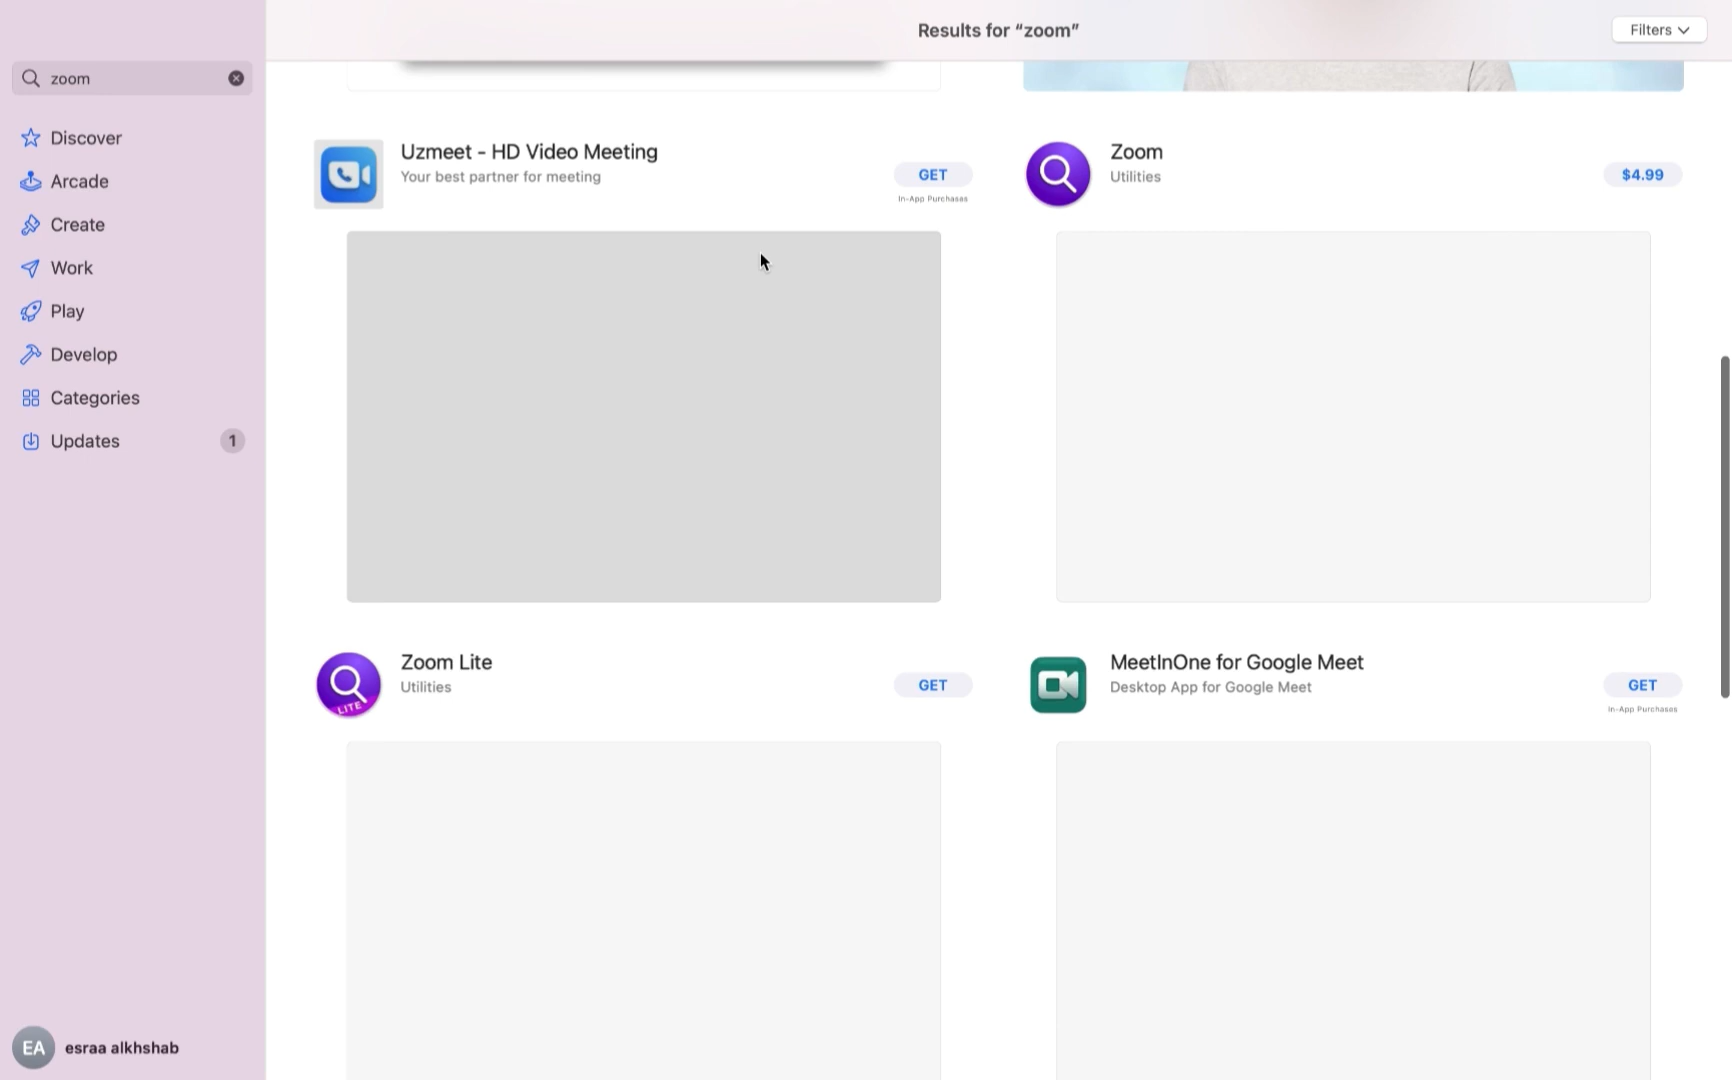 zoom
Discover
Arcade
Create
Work
Play
Develop
Categories
Updates 1
EA esraa alkhshab
Results for “zoom”
Filters
Uzmeet - HD Video Meeting
Your best partner for meeting
GET
In-App Purchases
Zoom
Utilities
$4.99
Zoom Lite
Utilities
LITE
GET
MeetInOne for Google Meet
Desktop App for Google Meet
GET
In-App Purchases